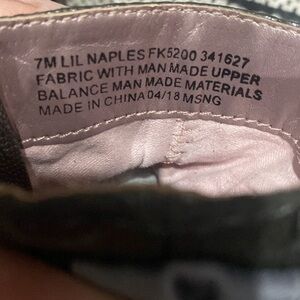 7M LIL NAPLES FK5200 341627
FABRIC WITH MAN MADE UPPER
BALANCE MAN MADE MATERIALS
MADE IN CHINA 04/18 MSNG